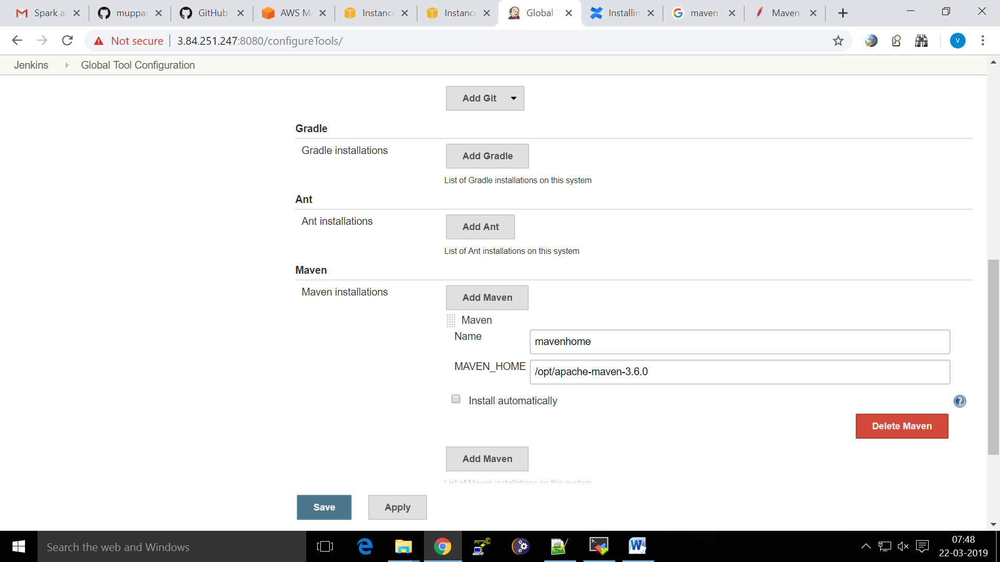 Spark a
muppar
GitHub
AWS M
Instance
Instance
Global T
Installin
maven
Maven
Not secure
3.84.251.247:8080/configureTools/
V
Jenkins
Global Tool Configuration
Add Git
Gradle
Gradle installations
Add Gradle
List of Gradle installations on this system
Ant
Ant installations
Add Ant
List of Ant installations on this system
Maven
Maven installations
Add Maven
Maven
Name
mavenhome
MAVEN_HOME
/opt/apache-maven-3.6.0
Install automatically
Delete Maven
Add Maven
List of Maven installations on this system
Save
Apply
Search the web and Windows
07:48
22-03-2019